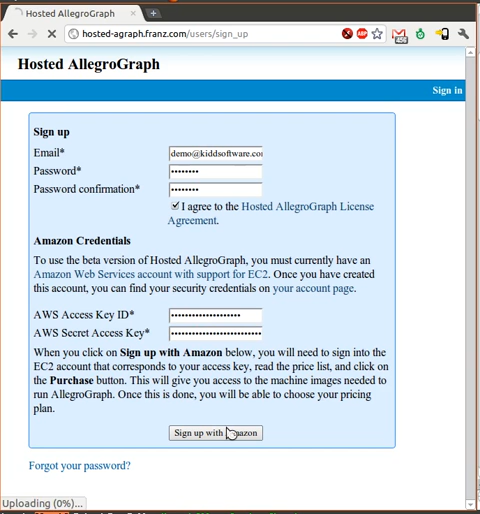 Hosted AllegroGraph
hosted-agraph.franz.com/users/sign_up
Hosted AllegroGraph
Sign in
Sign up
Email*
demo@kiddsoftware.co
Password*
Password confirmation*
I agree to the Hosted AllegroGraph License
Agreement.
Amazon Credentials
To use the beta version of Hosted AllegroGraph, you must currently have an
Amazon Web Services account with support for EC2. Once you have created
this account, you can find your security credentials on your account page.
AWS Access Key ID*
AWS Secret Access Key*
When you click on Sign up with Amazon below, you will need to sign into the
EC2 account that corresponds to your access key, read the price list, and click on
the Purchase button. This will give you access to the machine images needed to
run AllegroGraph. Once this is done, you will be able to choose your pricing
plan.
Sign up with Amazon
Forgot your password?
Uploading (0%)...